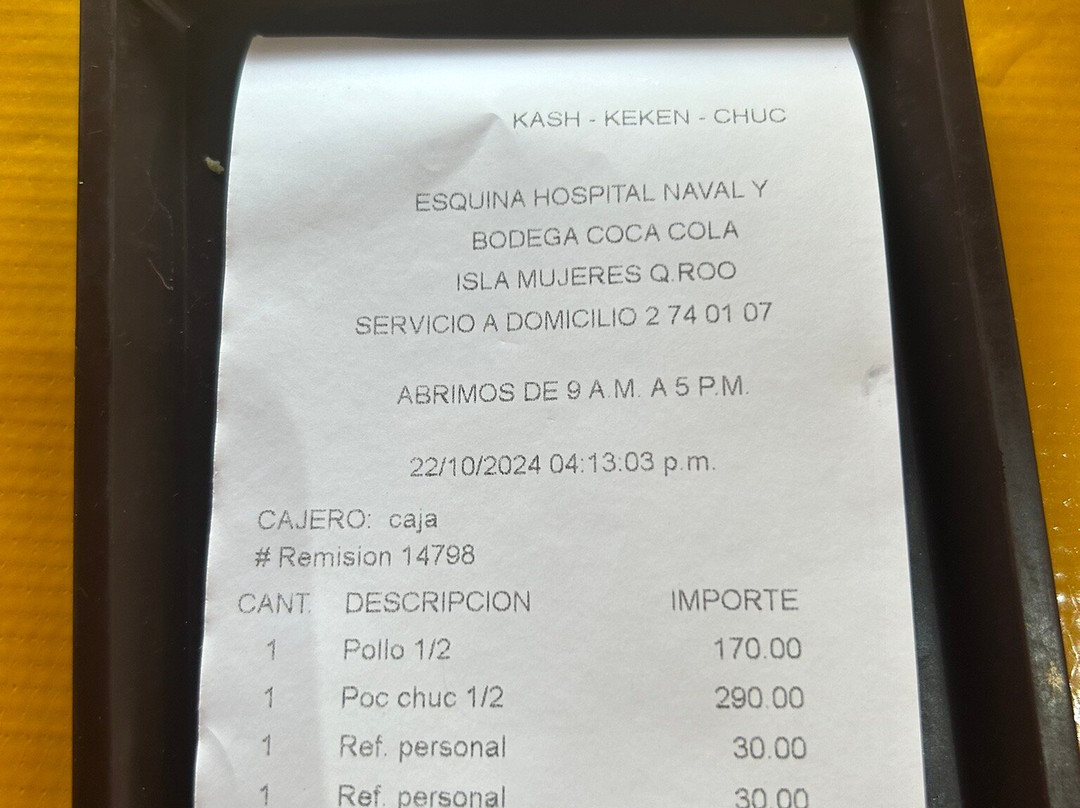 KASH - KEKEN - CHUC
ESQUINA HOSPITAL NAVAL Y
BODEGA COCA COLA
ISLA MUJERES Q.ROO
SERVICIO A DOMICILIO 2 74 01 07
ABRIMOS DE 9 A.M. A 5 P.M.
22/10/2024 04:13:03 p.m.
CAJERO: caja
# Remision 14798
CANT. DESCRIPCION IMPORTE
1 Pollo 1/2 170.00
1 Poc chuc 1/2 290.00
1 Ref. personal 30.00
1 Ref. personal 30.00